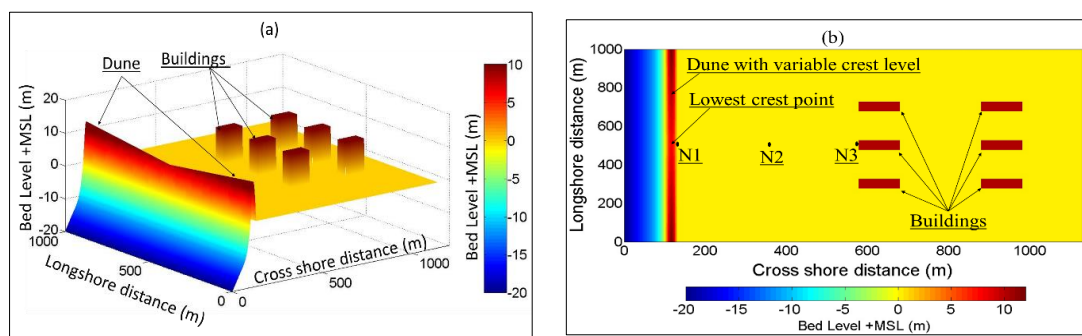 (a)
Dune
Buildings
Bed Level +MSL (m)
20
10
0
-10
-20
1000
500
0
Longshore distance (m)
0
500
1000
Cross shore distance (m)
10
5
0
-5
-10
-15
-20
Bed Level +MSL (m)
(b)
Longshore distance (m)
1000
800
600
400
200
0
Dune with variable crest level
Lowest crest point
N1
N2
N3
Buildings
0
200
400
600
800
1000
Cross shore distance (m)
-20
-15
-10
-5
0
5
10
Bed Level +MSL (m)